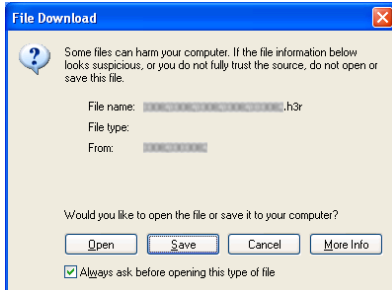 File Download
Some files can harm your computer. If the file information below
looks suspicious, or you do not fully trust the source, do not open or
save this file.
File name: .h3r
File type:
From:
Would you like to open the file or save it to your computer?
Open Save Cancel More Info
Always ask before opening this type of file